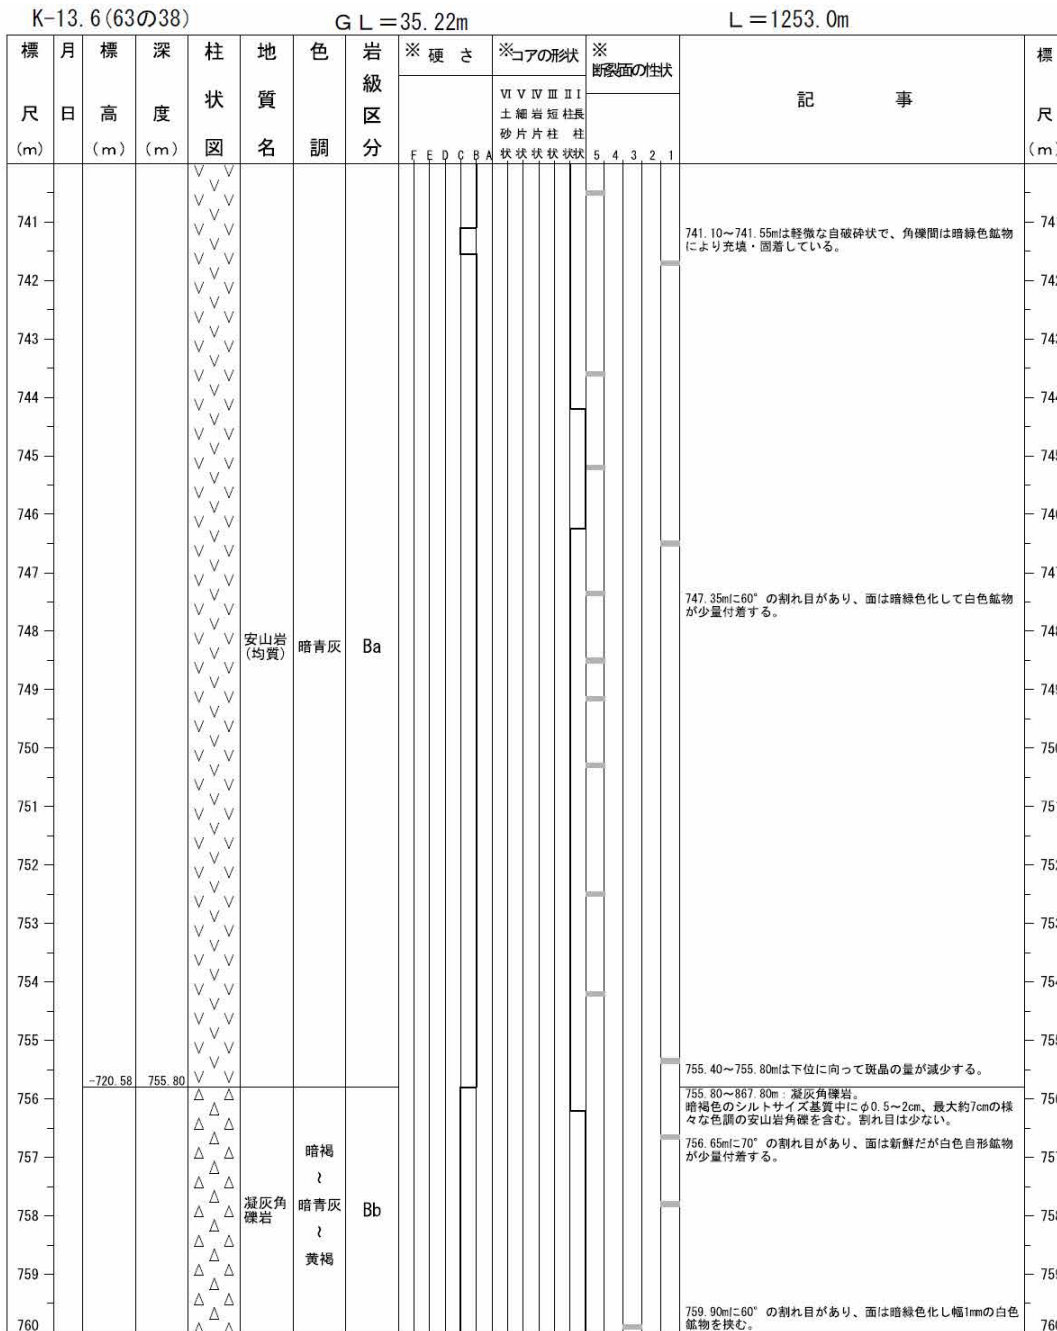 K-13.6(63の38) GL=35.22m L=1253.0m
標尺(m) 月日 標高(m) 深度(m) 柱状図 地質名 色調 岩級区分 ※硬さ ※コアの形状 ※断裂面の性状 記事 標尺(m)
F E D C B A Ⅵ土砂状 Ⅴ細片状 Ⅳ岩片状 Ⅲ短柱状 Ⅱ柱状 Ⅰ長柱状 5 4 3 2 1
741
741.10~741.55mは軽微な自破砕状で、角礫間は暗緑色鉱物
により充填・固着している。
742
743
744
745
746
747
747.35mに60°の割れ目があり、面は暗緑色化して白色鉱物
が少量付着する。
748
安山岩
(均質)
暗青灰
Ba
749
750
751
752
753
754
755
755.40~755.80mは下位に向って斑晶の量が減少する。
-720.58 755.80
755.80~867.80m:凝灰角礫岩。
暗褐色のシルトサイズ基質中にφ0.5~2cm、最大約7cmの様
々な色調の安山岩角礫を含む。割れ目は少ない。
756
756.65mに70°の割れ目があり、面は新鮮だが白色自形鉱物
が少量付着する。
757
凝灰角
礫岩
暗褐
~
暗青灰
~
黄褐
Bb
758
759
759.90mに60°の割れ目があり、面は暗緑色化し幅1mmの白色
鉱物を挟む。
760